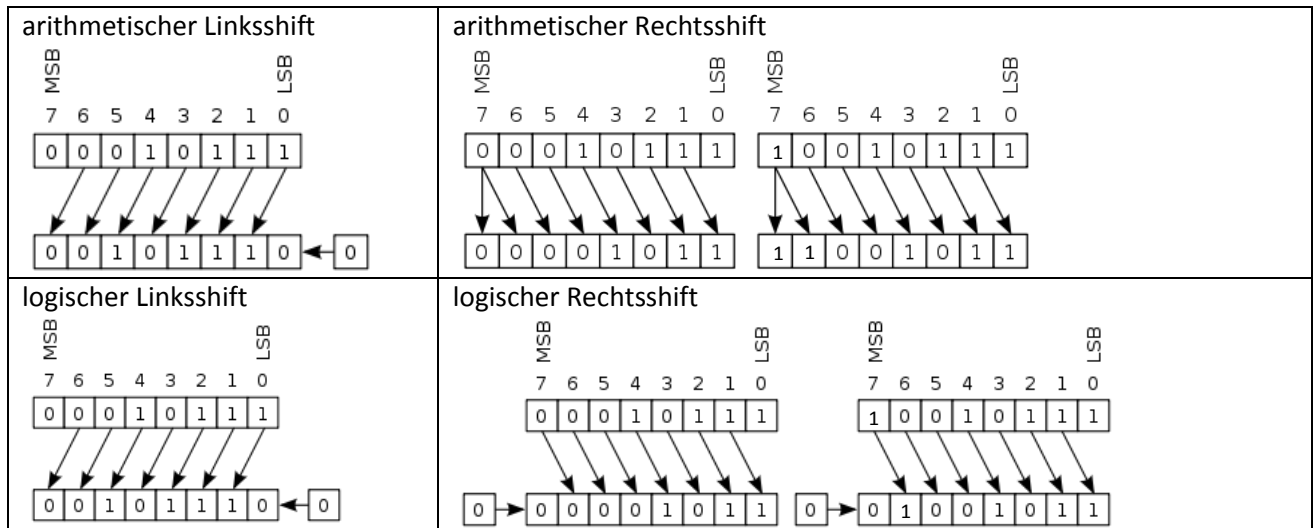 arithmetischer Linksshift
MSB LSB
7 6 5 4 3 2 1 0
0 0 0 1 0 1 1 1
0 0 1 0 1 1 1 0 0
arithmetischer Rechtsshift
MSB LSB MSB LSB
7 6 5 4 3 2 1 0 7 6 5 4 3 2 1 0
0 0 0 1 0 1 1 1 1 0 0 1 0 1 1 1
0 0 0 0 1 0 1 1 1 1 0 0 1 0 1 1
logischer Linksshift
MSB LSB
7 6 5 4 3 2 1 0
0 0 0 1 0 1 1 1
0 0 1 0 1 1 1 0 0
logischer Rechtsshift
MSB LSB MSB LSB
7 6 5 4 3 2 1 0 7 6 5 4 3 2 1 0
0 0 0 1 0 1 1 1 1 0 0 1 0 1 1 1
0 0 0 0 0 1 0 1 1 0 0 1 0 0 1 0 1 1